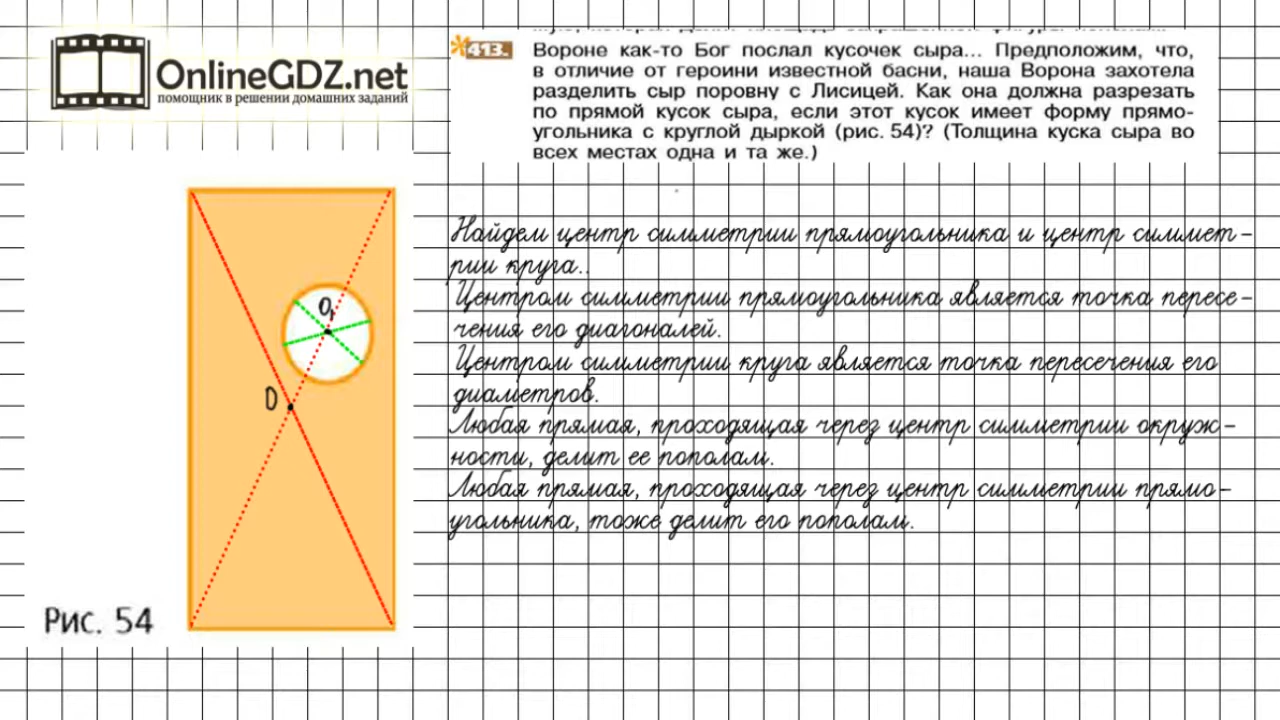 OnlineGDZ.net
помощник в решении домашних заданий
413.
Вороне как-то Бог послал кусочек сыра... Предположим, что,
в отличие от героини известной басни, наша Ворона захотела
разделить сыр поровну с Лисицей. Как она должна разрезать
по прямой кусок сыра, если этот кусок имеет форму прямо-
угольника с круглой дыркой (рис. 54)? (Толщина куска сыра во
всех местах одна и та же.)
Найдем центр симметрии прямоугольника и центр симмет-
рии круга..
Центром симметрии прямоугольника является точка пересе-
чения его диагоналей.
Центром симметрии круга является точка пересечения его
диаметров.
Любая прямая, проходящая через центр симметрии окруж-
ности, делит ее пополам.
Любая прямая, проходящая через центр симметрии прямо-
угольника, тоже делит его пополам.
O₁
D
Рис. 54